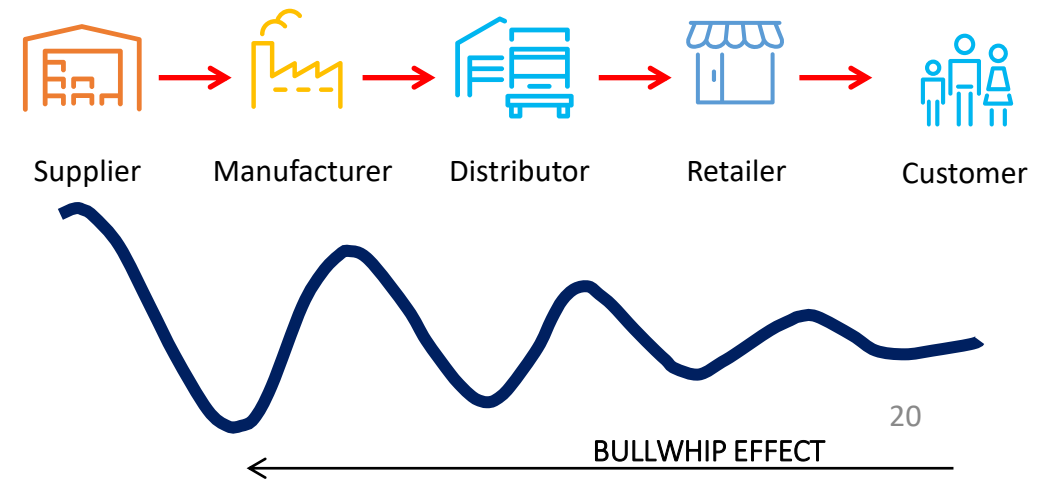 Supplier
Manufacturer
Distributor
Retailer
Customer
20
BULLWHIP EFFECT